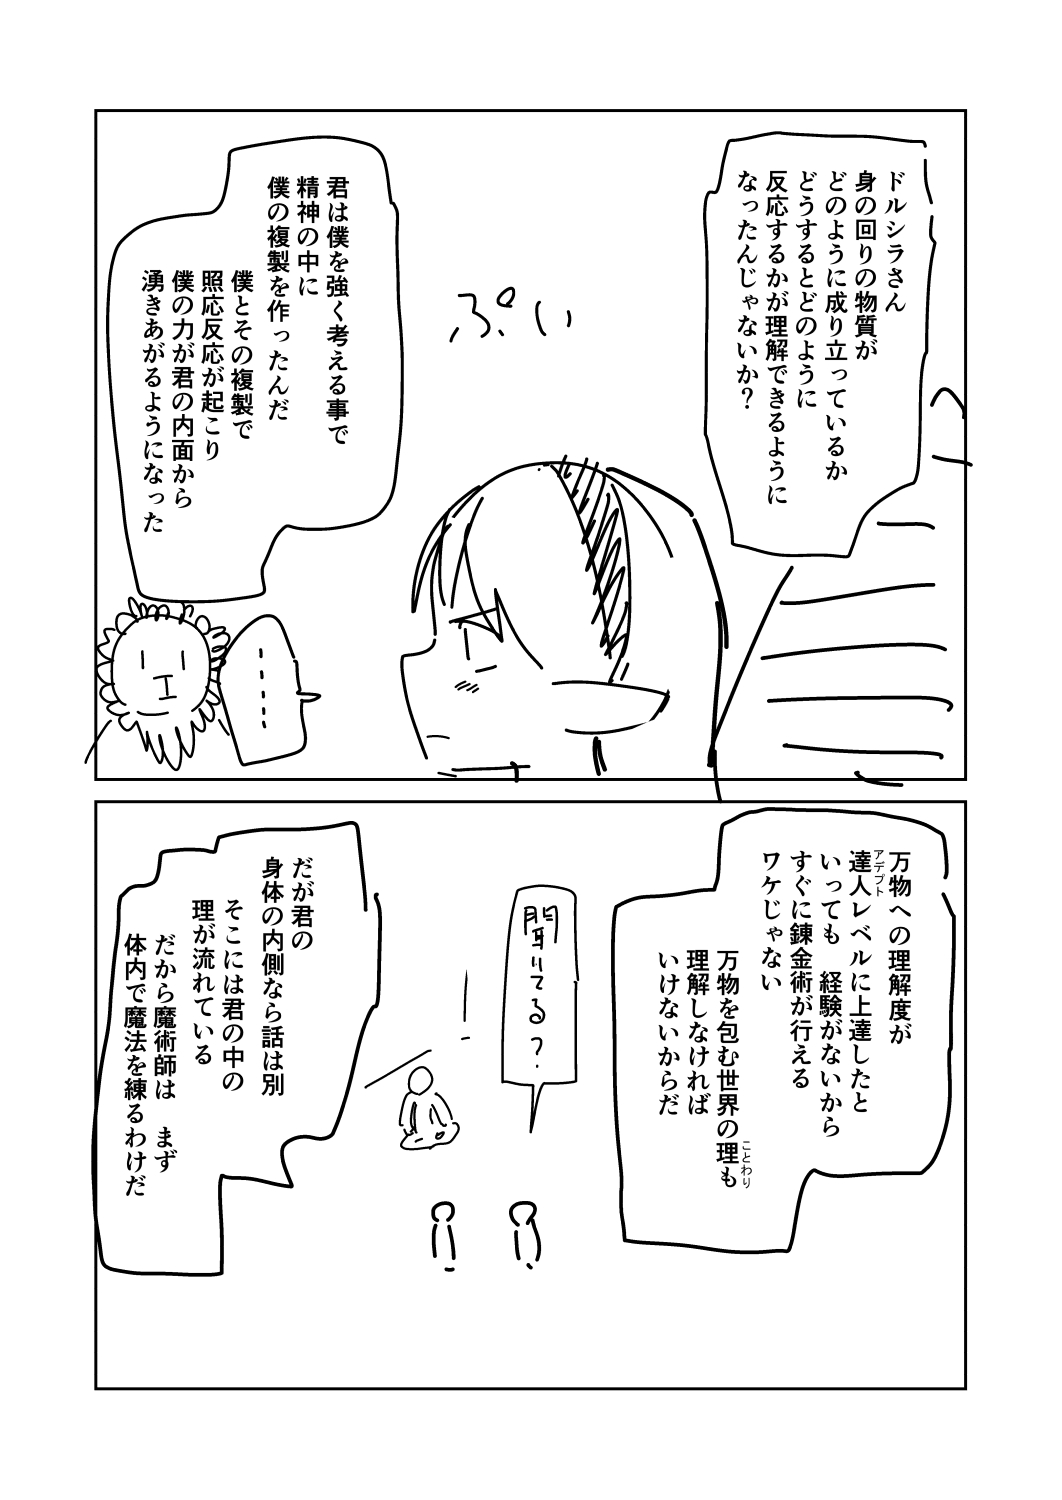 ドルシラさん
身の回りの物質が
どのように成り立っているか
どうするとどのように
反応するかが理解できるように
なったんじゃないか？
ぷい
君は僕を強く考える事で
精神の中に
僕の複製を作ったんだ
僕とその複製で
照応反応が起こり
僕の力が君の内面から
湧きあがるようになった
……
万物への理解度が
達人レベルに上達したと
アデプト
いっても　経験がないから
すぐに錬金術が行える
ワケじゃない
万物を包む世界の理も
ことわり
理解しなければ
いけないからだ
聞いてる？
だが君の
身体の内側なら話は別
そこには君の中の
理が流れている
だから魔術師は　まず
体内で魔法を練るわけだ